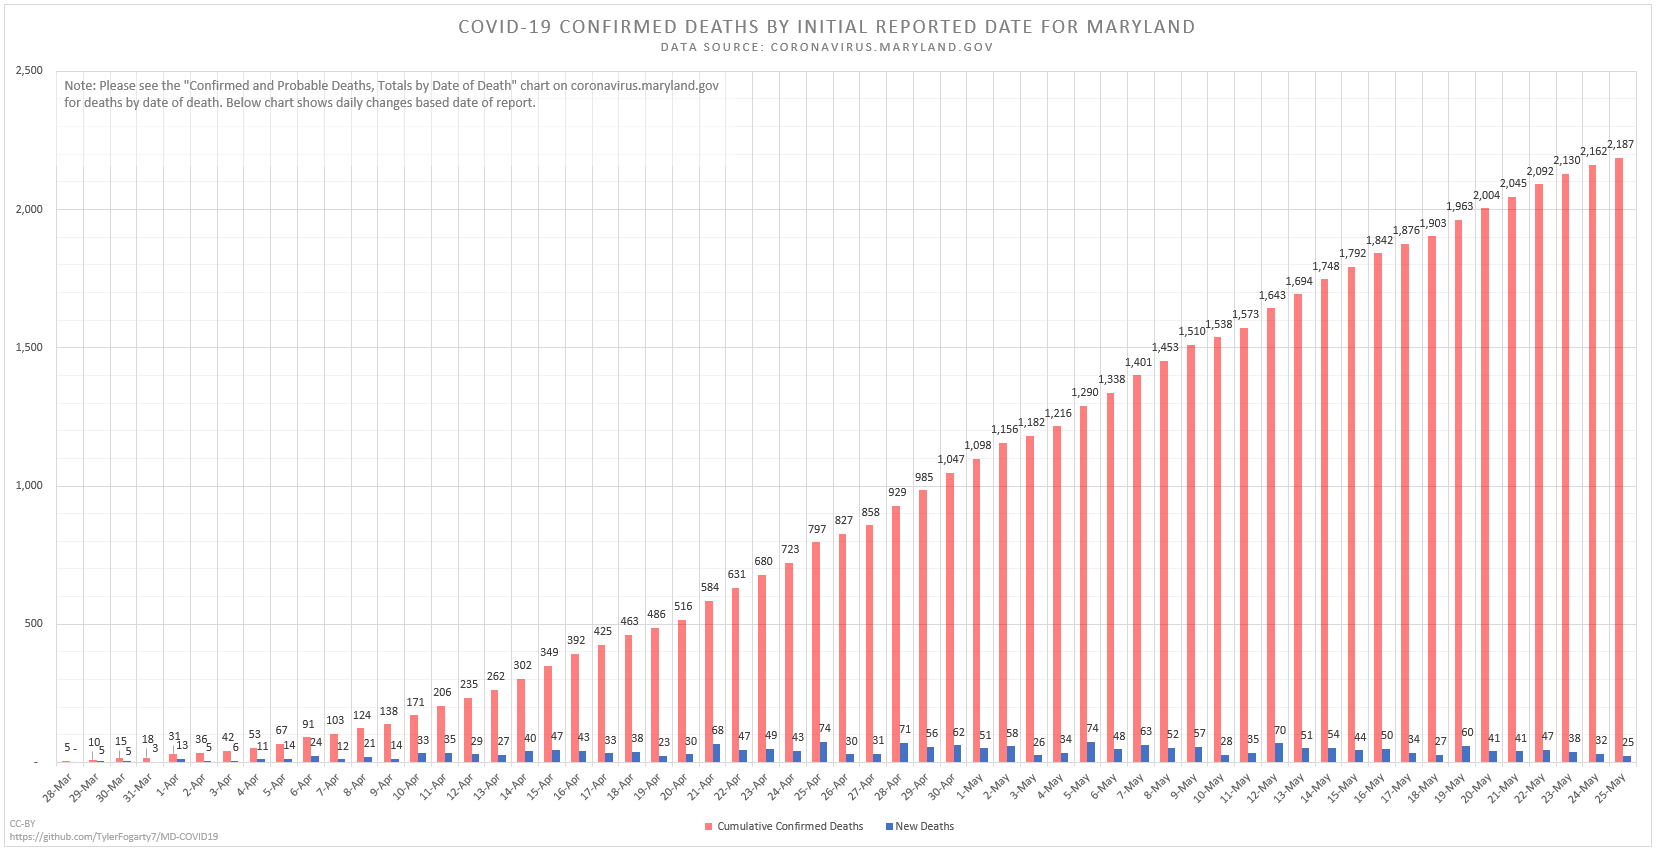 COVID-19 CONFIRMED DEATHS BY INITIAL REPORTED DATE FOR MARYLAND
DATA SOURCE: CORONAVIRUS.MARYLAND.GOV
Note: Please see the "Confirmed and Probable Deaths, Totals by Date of Death" chart on coronavirus.maryland.gov
for deaths by date of death. Below chart shows daily changes based date of report.
2,500
2,000
1,500
1,000
500
-
5 10 15 18 31 36 42 53 67 91 103 124 138 171 206 235 262 302 349 392 425 463 486 516 584 631 680 723 797 827 858 929 985 1,047 1,098 1,156 1,182 1,216 1,290 1,338 1,401 1,453 1,510 1,538 1,573 1,643 1,694 1,748 1,792 1,842 1,876 1,903 1,963 2,004 2,045 2,092 2,130 2,162 2,187
- 5 5 3 13 5 6 11 14 24 12 21 14 33 35 29 27 40 47 43 33 38 23 30 68 47 49 43 74 30 31 71 56 62 51 58 26 34 74 48 63 52 57 28 35 70 51 54 44 50 34 27 60 41 41 47 38 32 25
28-Mar 29-Mar 30-Mar 31-Mar 1-Apr 2-Apr 3-Apr 4-Apr 5-Apr 6-Apr 7-Apr 8-Apr 9-Apr 10-Apr 11-Apr 12-Apr 13-Apr 14-Apr 15-Apr 16-Apr 17-Apr 18-Apr 19-Apr 20-Apr 21-Apr 22-Apr 23-Apr 24-Apr 25-Apr 26-Apr 27-Apr 28-Apr 29-Apr 30-Apr 1-May 2-May 3-May 4-May 5-May 6-May 7-May 8-May 9-May 10-May 11-May 12-May 13-May 14-May 15-May 16-May 17-May 18-May 19-May 20-May 21-May 22-May 23-May 24-May 25-May
Cumulative Confirmed Deaths New Deaths
CC-BY
https://github.com/TylerFogarty7/MD-COVID19